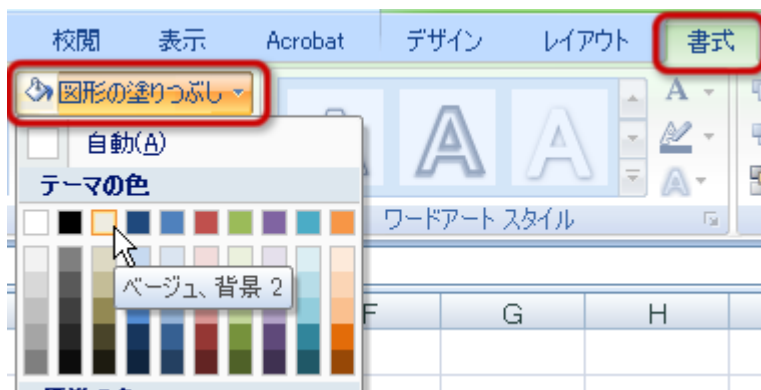 校閲 表示 Acrobat デザイン レイアウト 書式
図形の塗りつぶし
自動(A)
テーマの色
ワードアート スタイル
ベージュ、背景 2
F G H